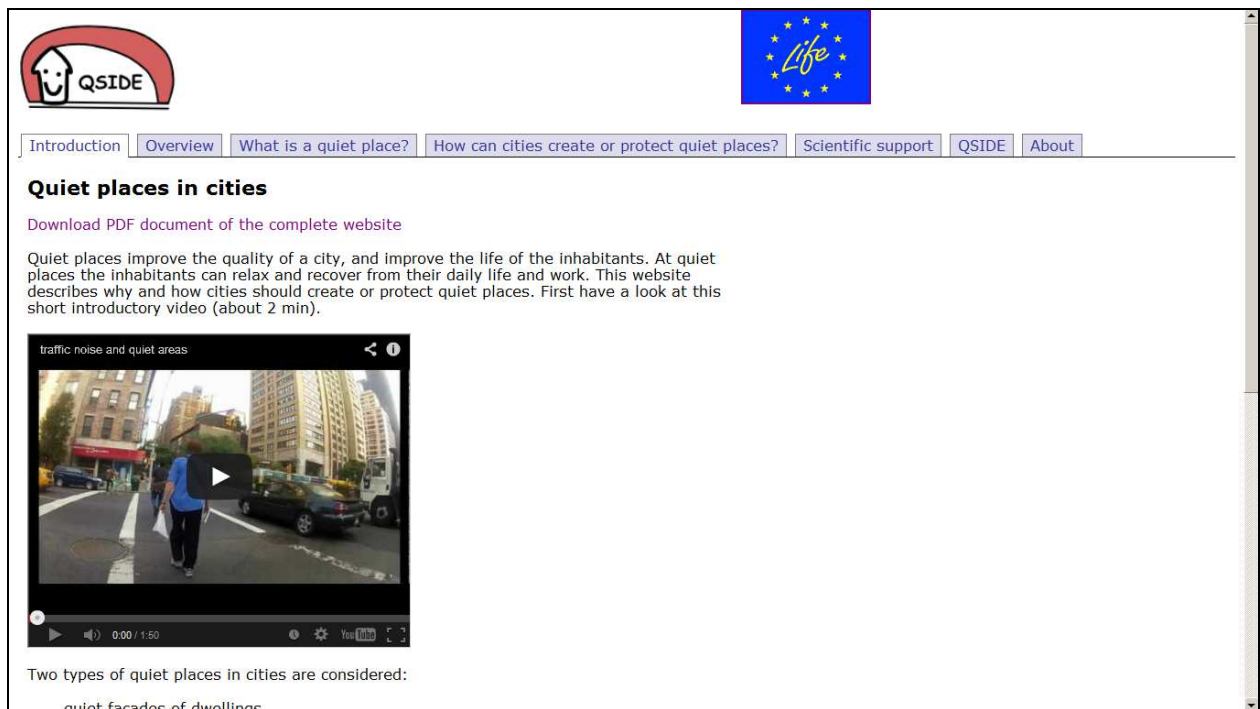 QSIDE
Life
Introduction
Overview
What is a quiet place?
How can cities create or protect quiet places?
Scientific support
QSIDE
About
Quiet places in cities
Download PDF document of the complete website
Quiet places improve the quality of a city, and improve the life of the inhabitants. At quiet
places the inhabitants can relax and recover from their daily life and work. This website
describes why and how cities should create or protect quiet places. First have a look at this
short introductory video (about 2 min).
traffic noise and quiet areas
0:00 / 1:50
YouTube
Two types of quiet places in cities are considered:
quiet facades of dwellings